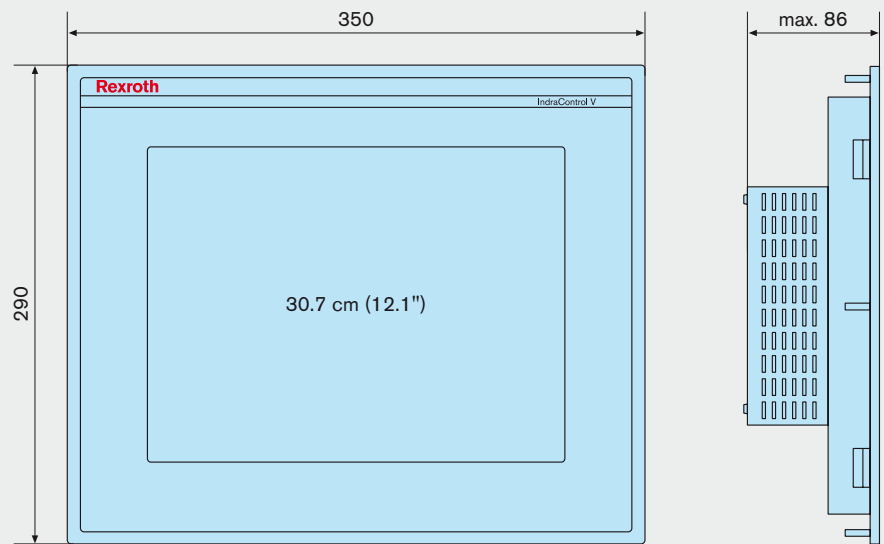 350
max. 86
Rexroth
IndraControl V
290
30.7 cm (12.1")